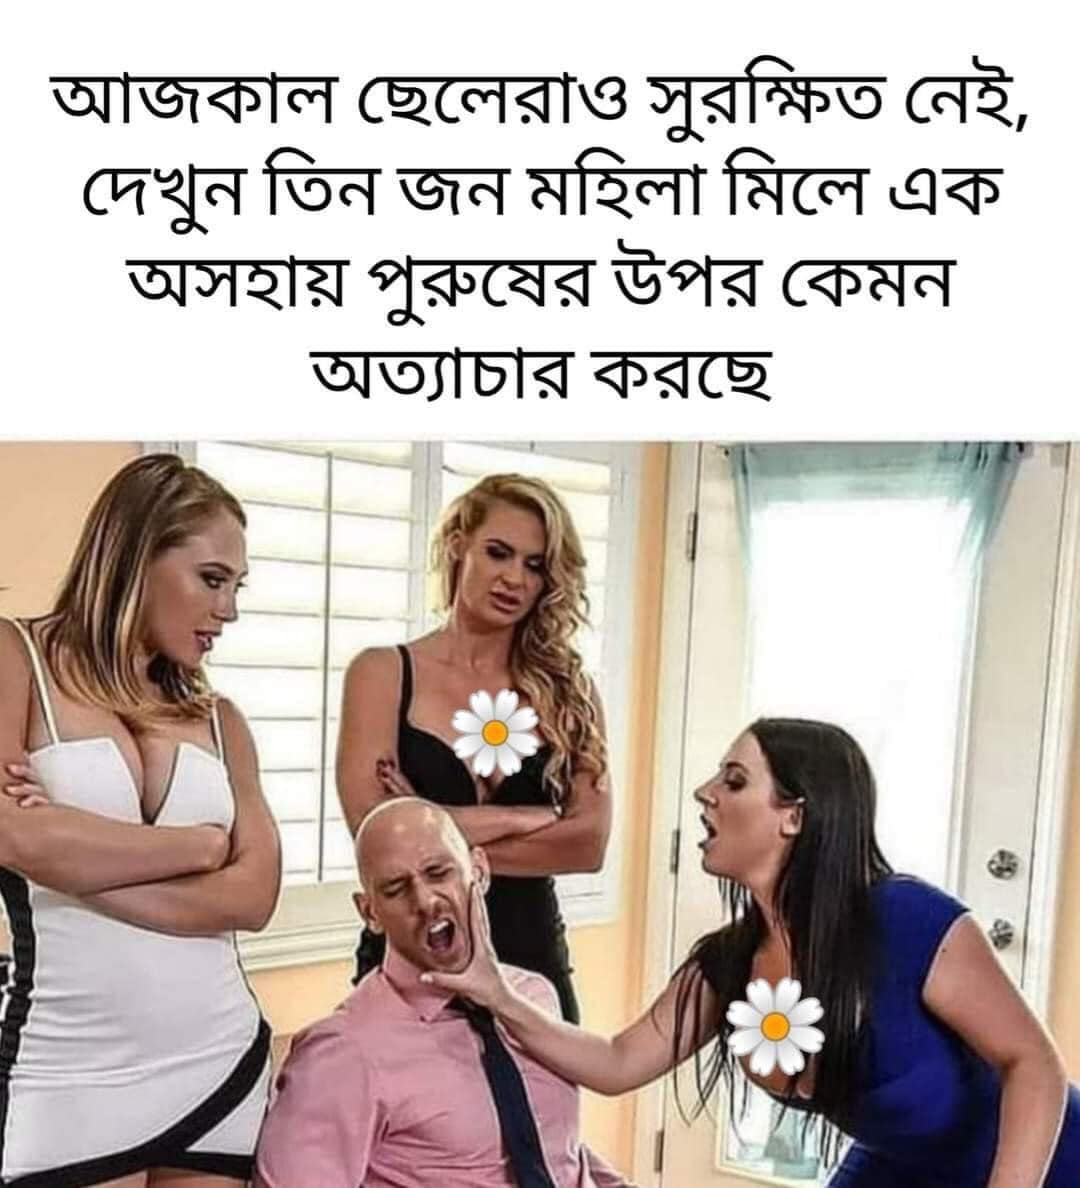 আজকাল ছেলেরাও সুরক্ষিত নেই,
দেখুন তিন জন মহিলা মিলে এক
অসহায় পুরুষের উপর কেমন
অত্যাচার করছে